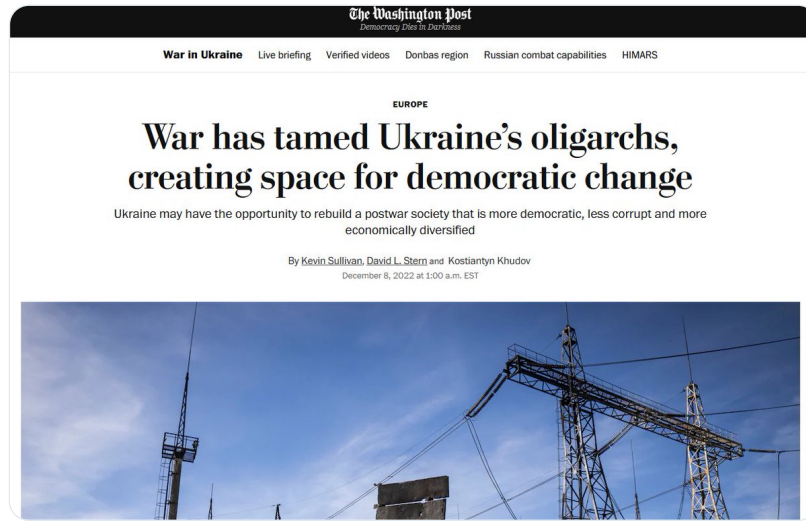 The Washington Post
Democracy Dies in Darkness
War in Ukraine Live briefing Verified videos Donbas region Russian combat capabilities HIMARS
EUROPE
War has tamed Ukraine's oligarchs,
creating space for democratic change
Ukraine may have the opportunity to rebuild a postwar society that is more democratic, less corrupt and more
economically diversified
By Kevin Sullivan, David L. Stern and Kostiantyn Khudov
December 8, 2022 at 1:00 a.m. EST